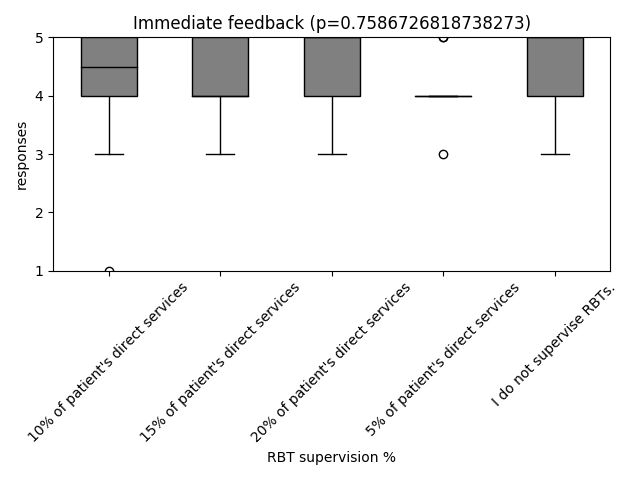 Immediate feedback (p=0.7586726818738273)
responses
5
4
3
2
1
10% of patient's direct services
15% of patient's direct services
20% of patient's direct services
5% of patient's direct services
I do not supervise RBTs.
RBT supervision %